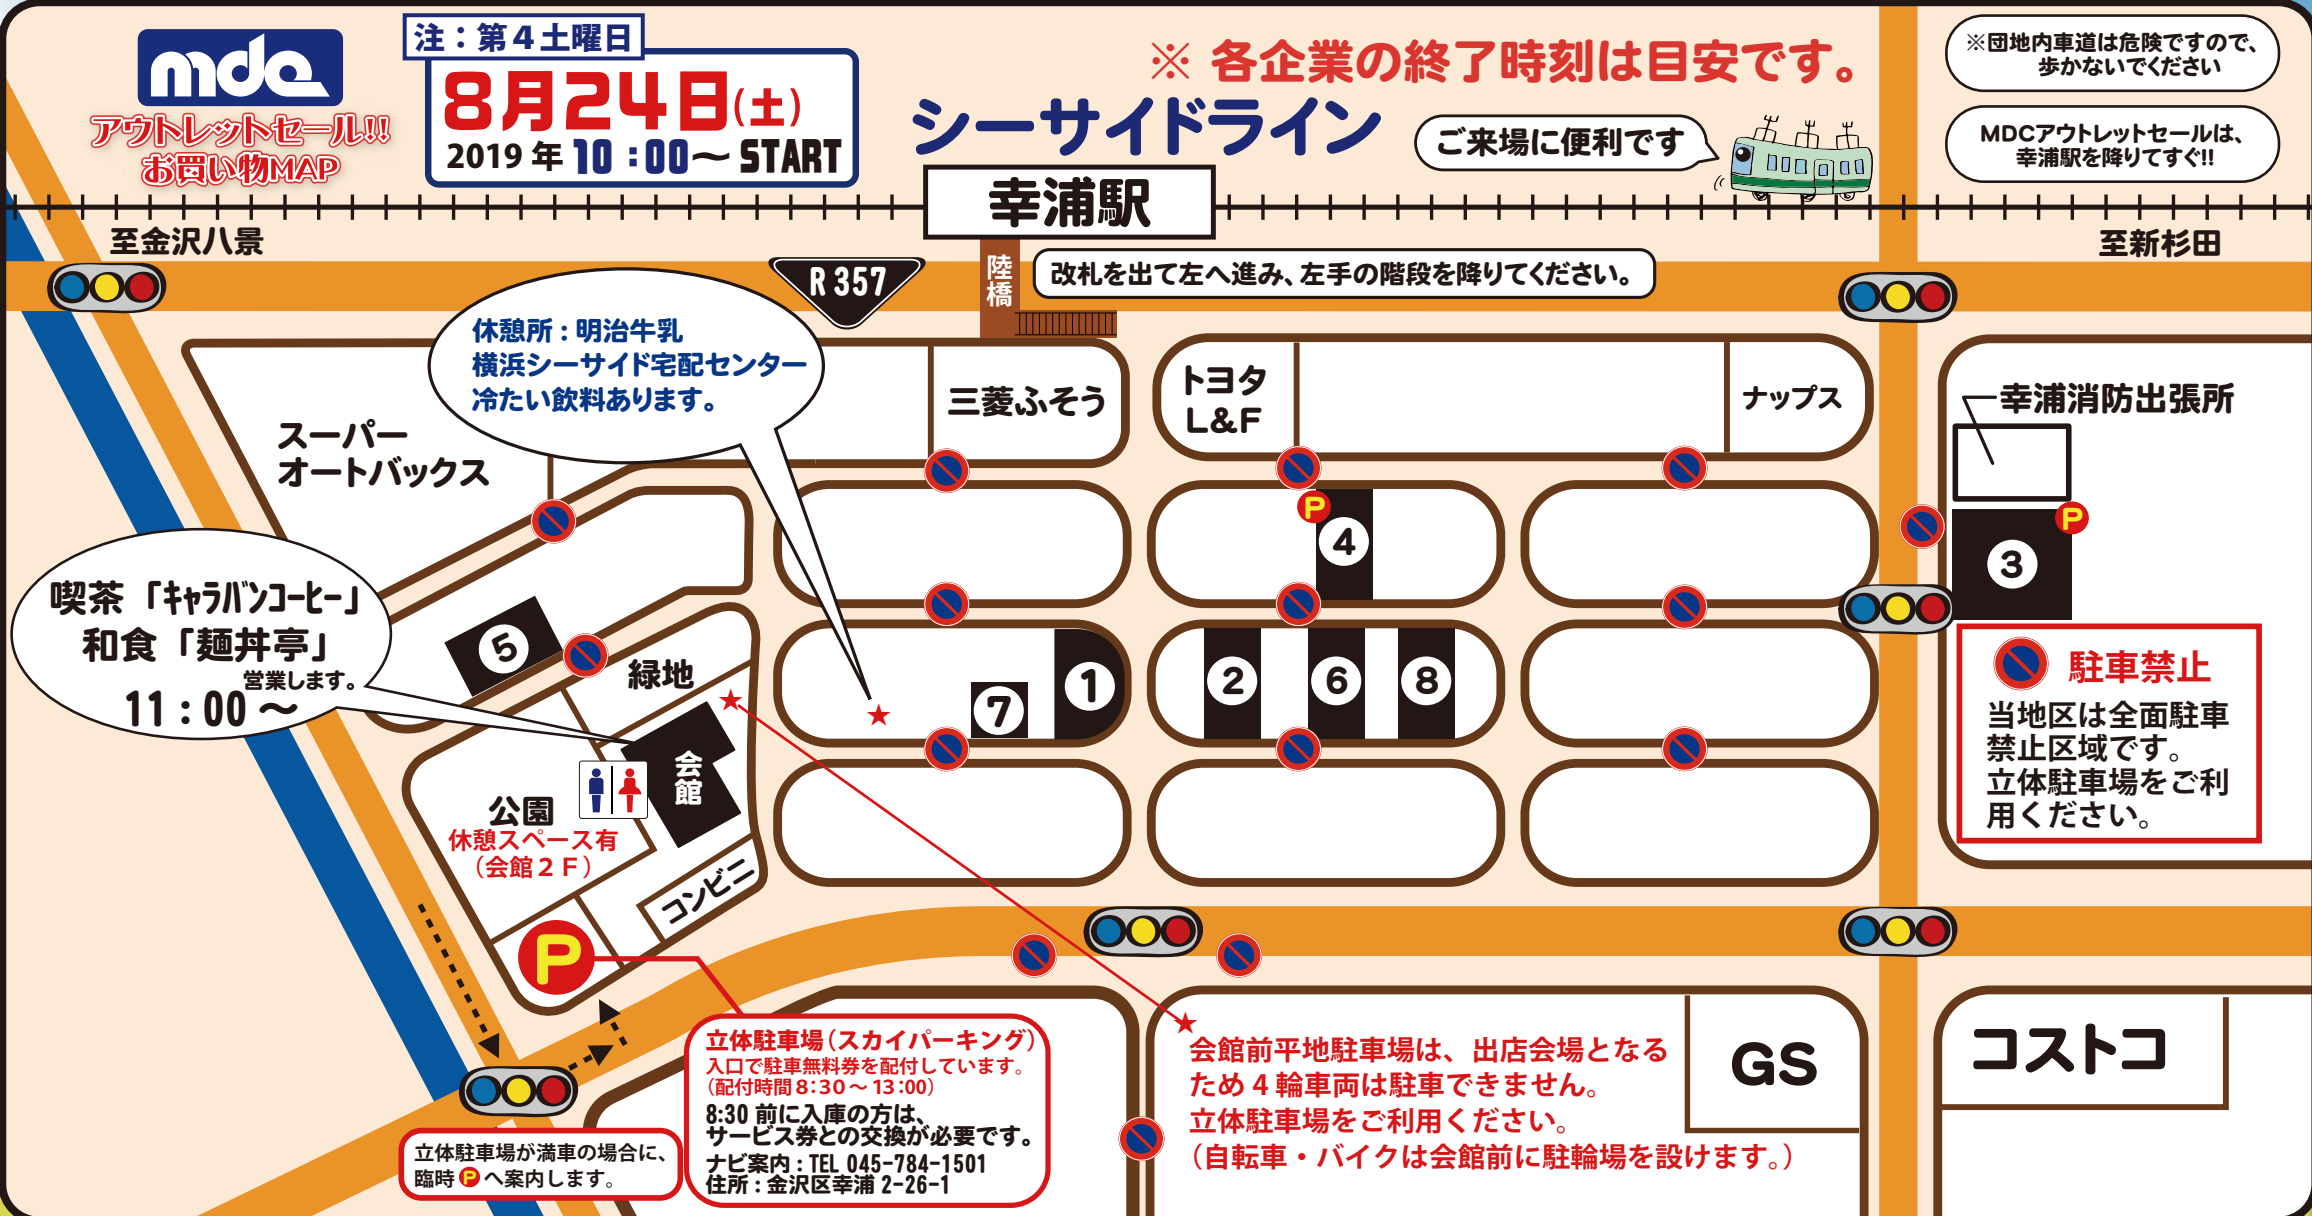 mdc
アウトレットセール!!
お買い物MAP
注：第4土曜日
8月24日(土)
2019年10：00〜START
※ 各企業の終了時刻は目安です。
シーサイドライン
幸浦駅
ご来場に便利です
※団地内車道は危険ですので、
歩かないでください
MDCアウトレットセールは、
幸浦駅を降りてすぐ!!
至金沢八景
至新杉田
R 357
陸橋
改札を出て左へ進み、左手の階段を降りてください。
休憩所：明治牛乳
横浜シーサイド宅配センター
冷たい飲料あります。
スーパー
オートバックス
三菱ふそう
トヨタ
L&F
ナップス
幸浦消防出張所
P
4
P
3
喫茶「キャラバンコーヒー」
和食「麺丼亭」
営業します。
11：00〜
5
緑地
7
1
2
6
8
会館
公園
休憩スペース有
（会館2F）
コンビニ
P
駐車禁止
当地区は全面駐車
禁止区域です。
立体駐車場をご利
用ください。
立体駐車場（スカイパーキング）
入口で駐車無料券を配付しています。
（配付時間8：30〜13：00）
8:30 前に入庫の方は、
サービス券との交換が必要です。
ナビ案内：TEL 045-784-1501
住所：金沢区幸浦 2-26-1
立体駐車場が満車の場合に、
臨時Pへ案内します。
会館前平地駐車場は、出店会場となる
ため4輪車両は駐車できません。
立体駐車場をご利用ください。
（自転車・バイクは会館前に駐輪場を設けます。）
GS
コストコ